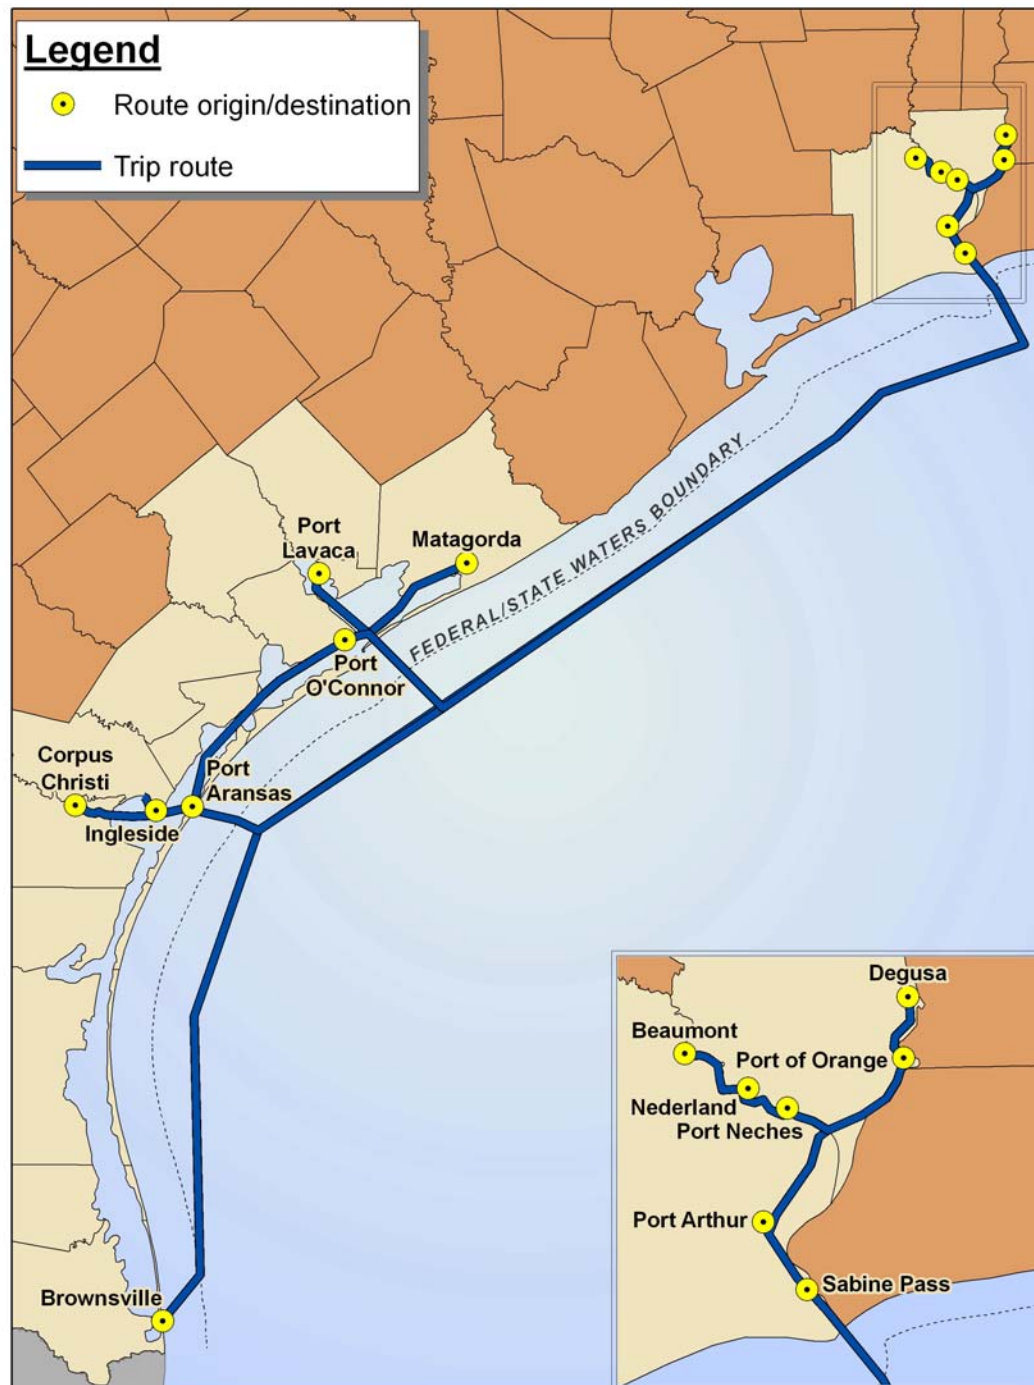 Legend
Route origin/destination
Trip route
Port
Lavaca
Matagorda
FEDERAL/STATE WATERS BOUNDARY
Port
O'Connor
Corpus
Christi
Port
Aransas
Ingleside
Brownsville
Degusa
Beaumont
Port of Orange
Nederland
Port Neches
Port Arthur
Sabine Pass